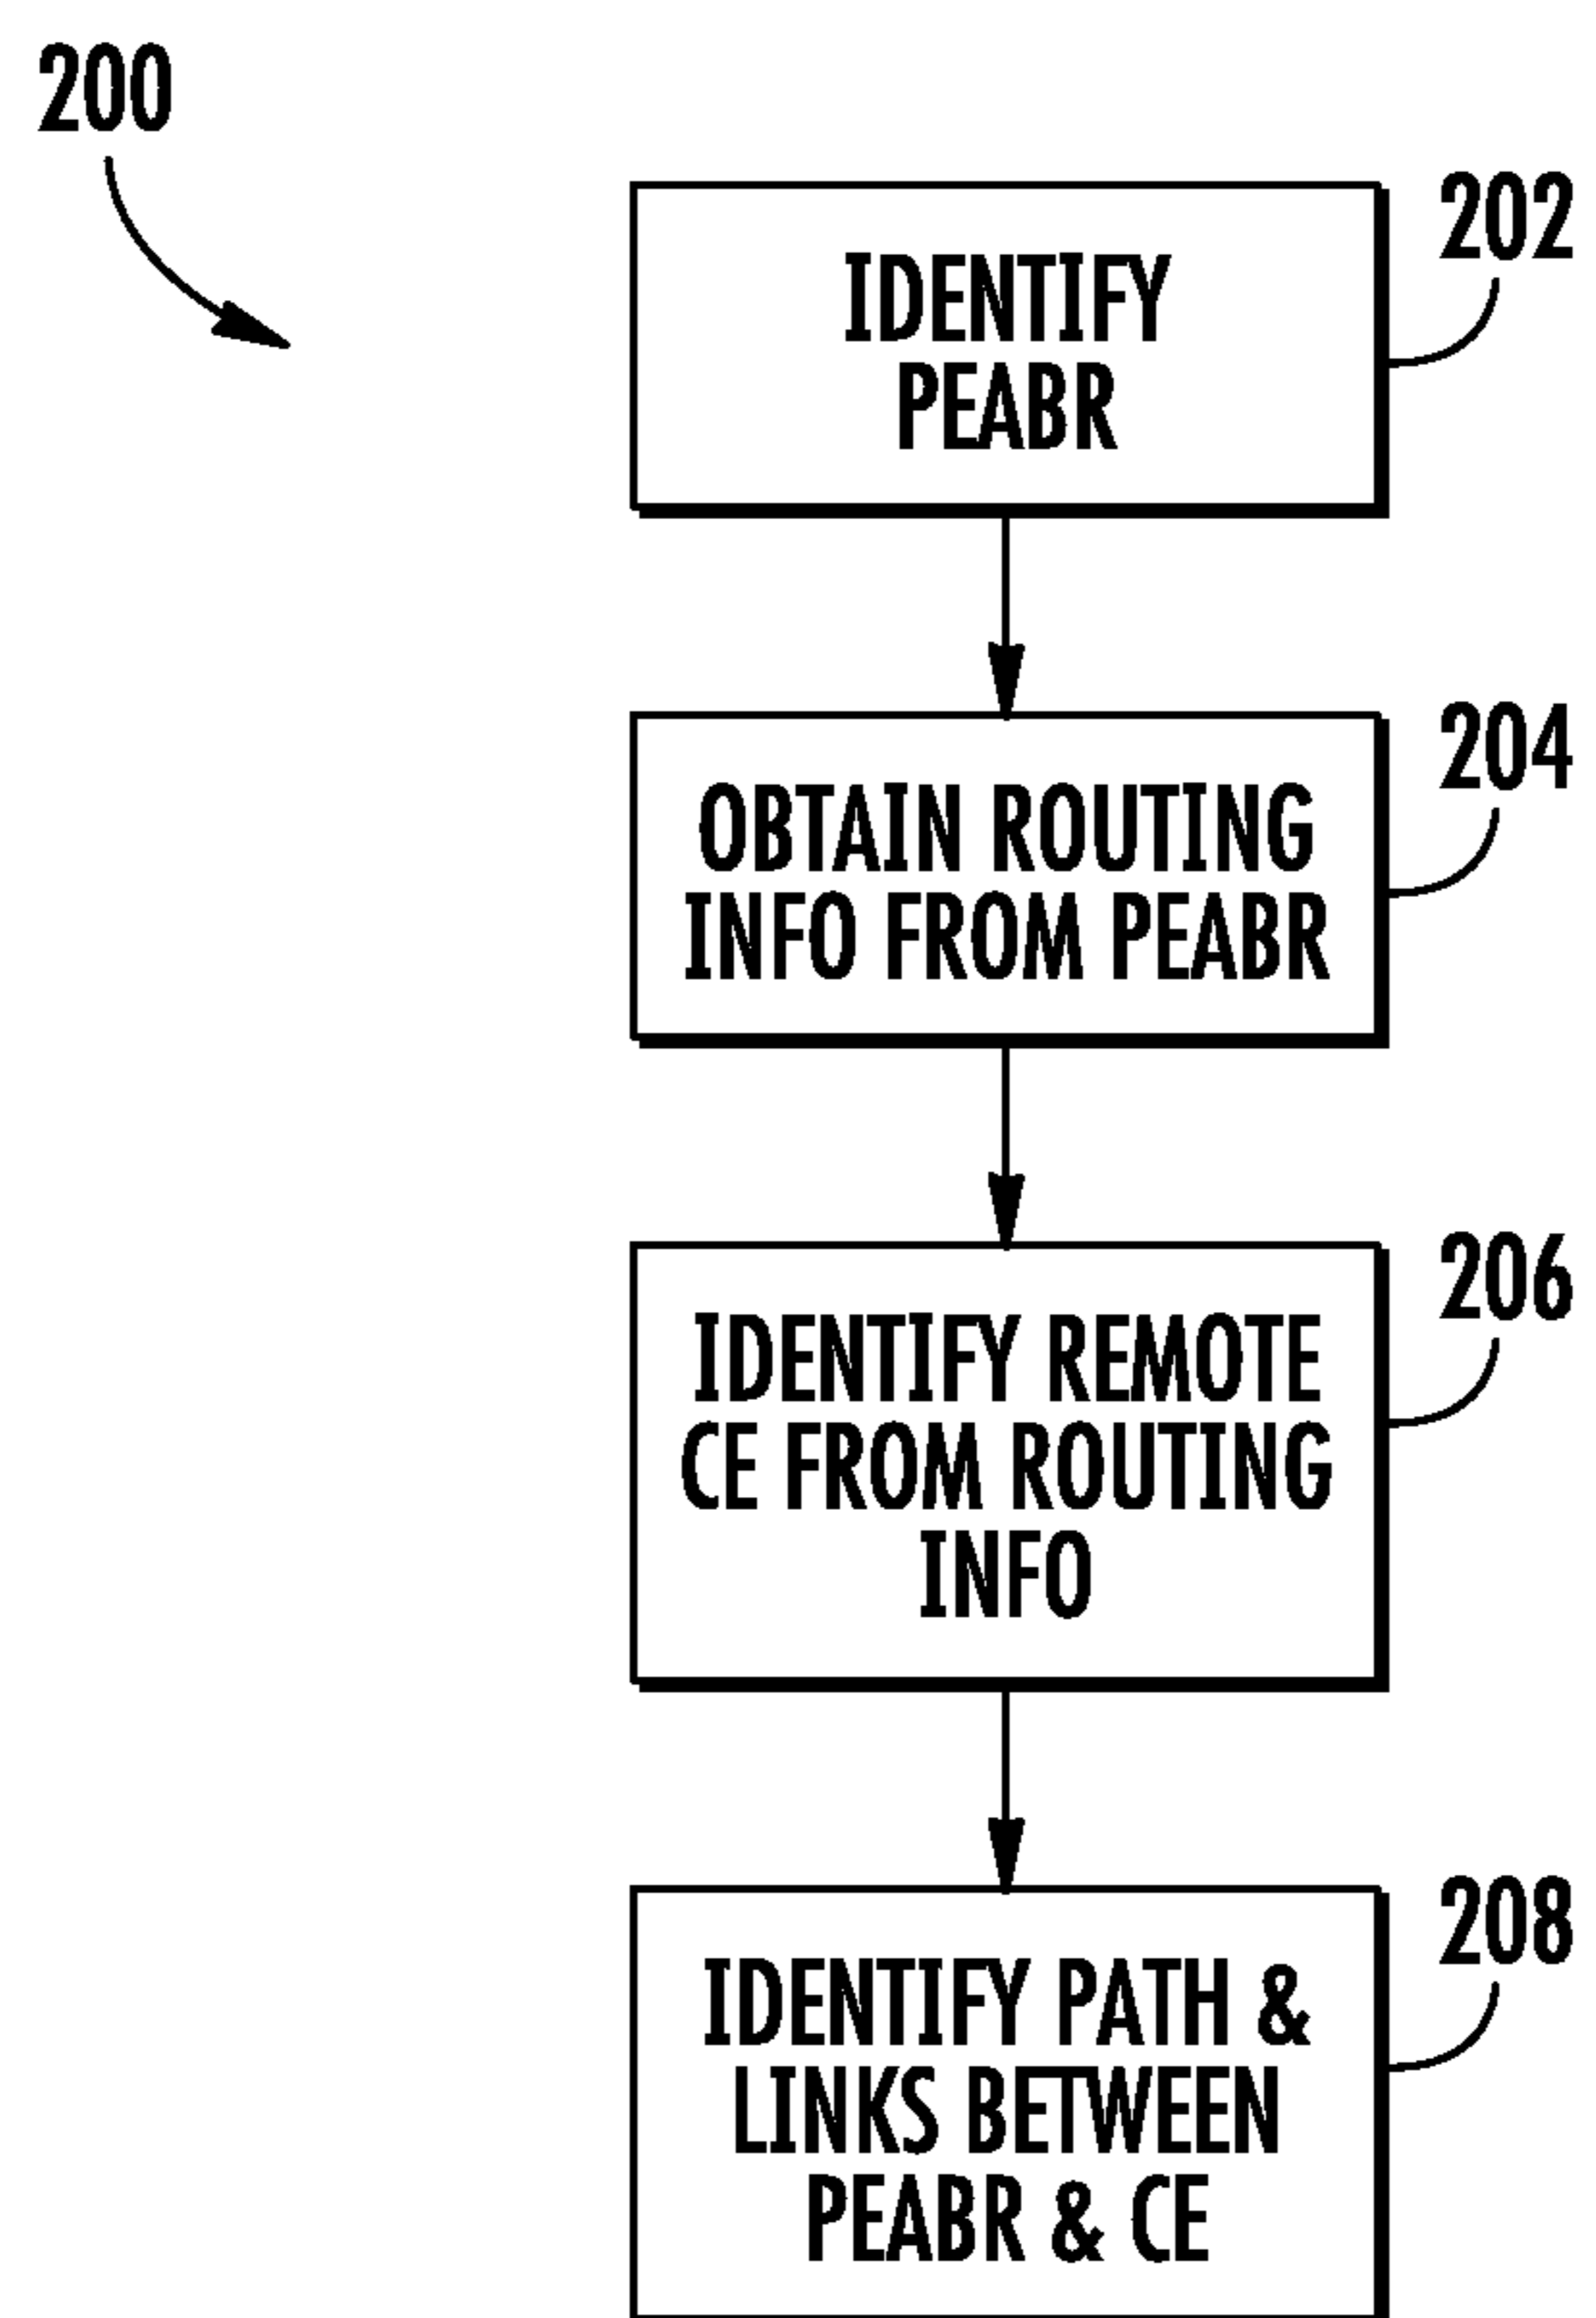 200
202
IDENTIFY
PEABR
204
OBTAIN ROUTING
INFO FROM PEABR
206
IDENTIFY REMOTE
CE FROM ROUTING
INFO
208
IDENTIFY PATH &
LINKS BETWEEN
PEABR & CE